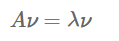 Aν = λν